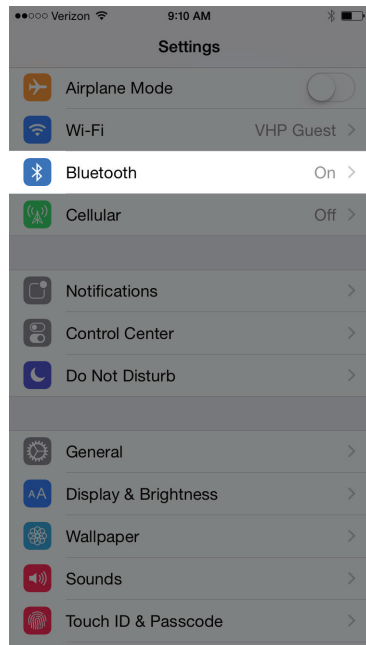 Verizon 9:10 AM
Settings
Airplane Mode
Wi-Fi VHP Guest
Bluetooth On
Cellular Off
Notifications
Control Center
Do Not Disturb
General
AA Display & Brightness
Wallpaper
Sounds
Touch ID & Passcode